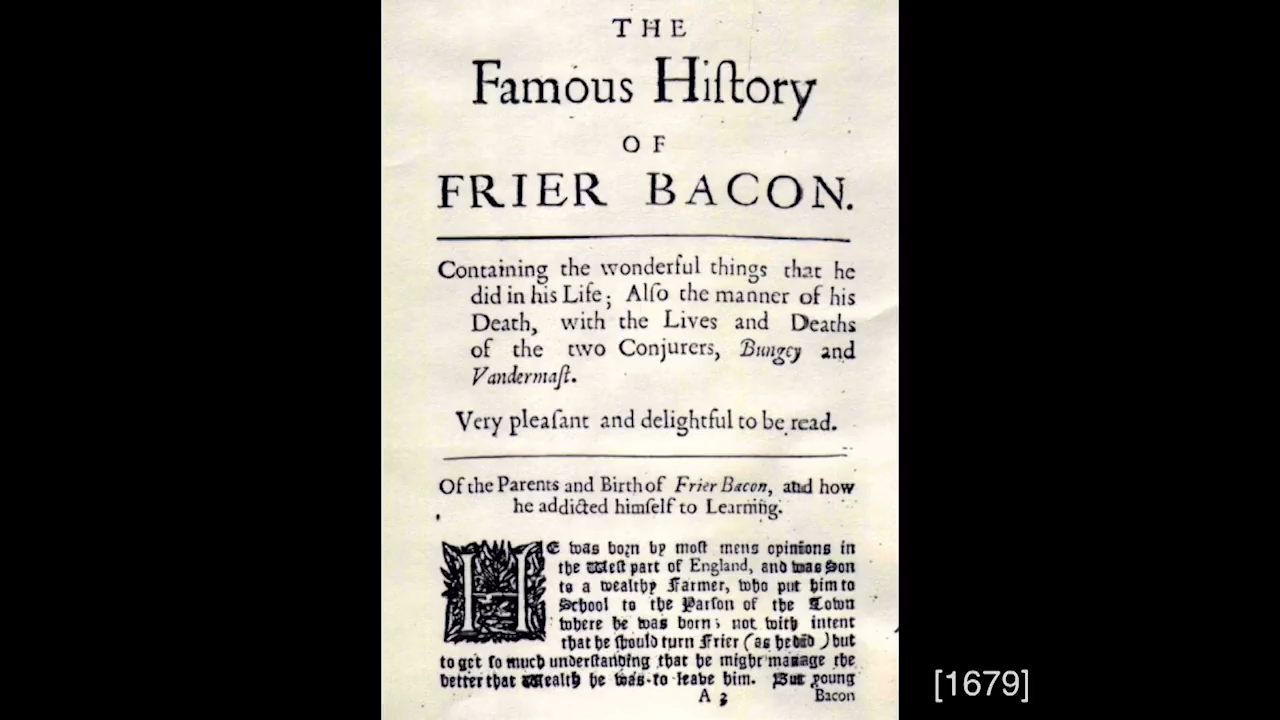 THE
Famous Hiſtory
OF
FRIER BACON.
Containing the wonderful things that he
did in his Life; Alſo the manner of his
Death, with the Lives and Deaths
of the two Conjurers, Bungey and
Vandermaſt.
Very pleaſant and delightful to be read.
Of the Parents and Birth of Frier Bacon, and how
he addicted himſelf to Learning.
HE was born by moſt mens opinions in
the Weſt part of England, and was Son
to a wealthy Farmer, who put him to
School to the Parſon of the Town
where he was born; not with intent
that he ſhould turn Frier (as he did) but
to get ſo much underſtanding that he might manage the
better that Wealth he was to leave him. But young
A 3 Bacon
[1679]